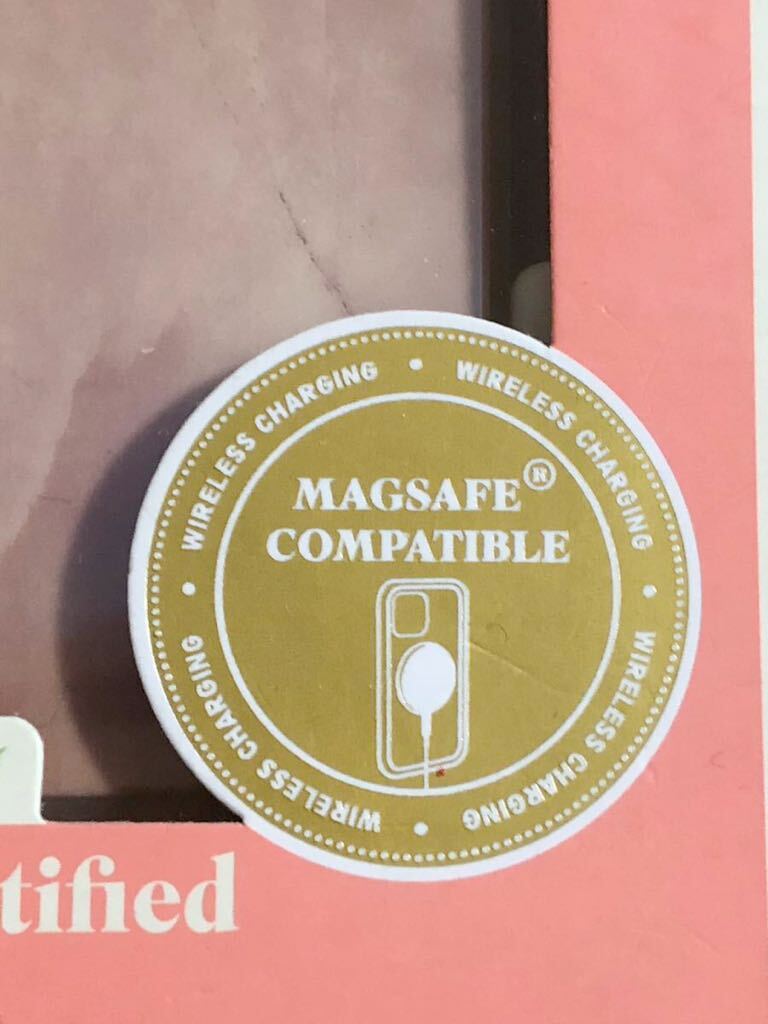 WIRELESS CHARGING • WIRELESS CHARGING • WIRELESS CHARGING • WIRELESS CHARGING •
MAGSAFE®
COMPATIBLE
tified